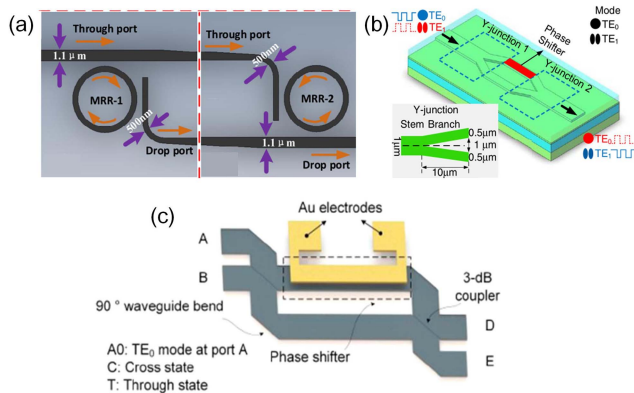 (a)
Through port
Through port
1.1 μm
500nm
MRR-1
MRR-2
500nm
1.1 μm
Drop port
Drop port
(b)
TE₀
TE₁
Mode
TE₀
TE₁
Y-junction 1
Phase
Shifter
Y-junction 2
Y-junction
Stem Branch
1μm
0.5μm
1 μm
0.5μm
10μm
TE₀
TE₁
(c)
Au electrodes
A
B
3-dB
coupler
90 ° waveguide bend
D
Phase shifter
E
A0: TE₀ mode at port A
C: Cross state
T: Through state